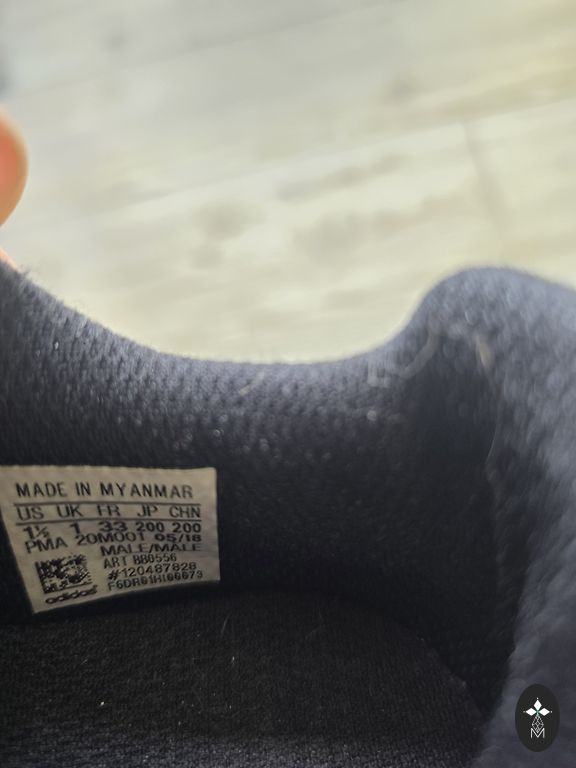 MADE IN MYANMAR
US UK FR JP CHN
1½ 1 33 200 200
PMA 20M001 05/18
MALE/MALE
ART BB0556
#120487828
adidas
M